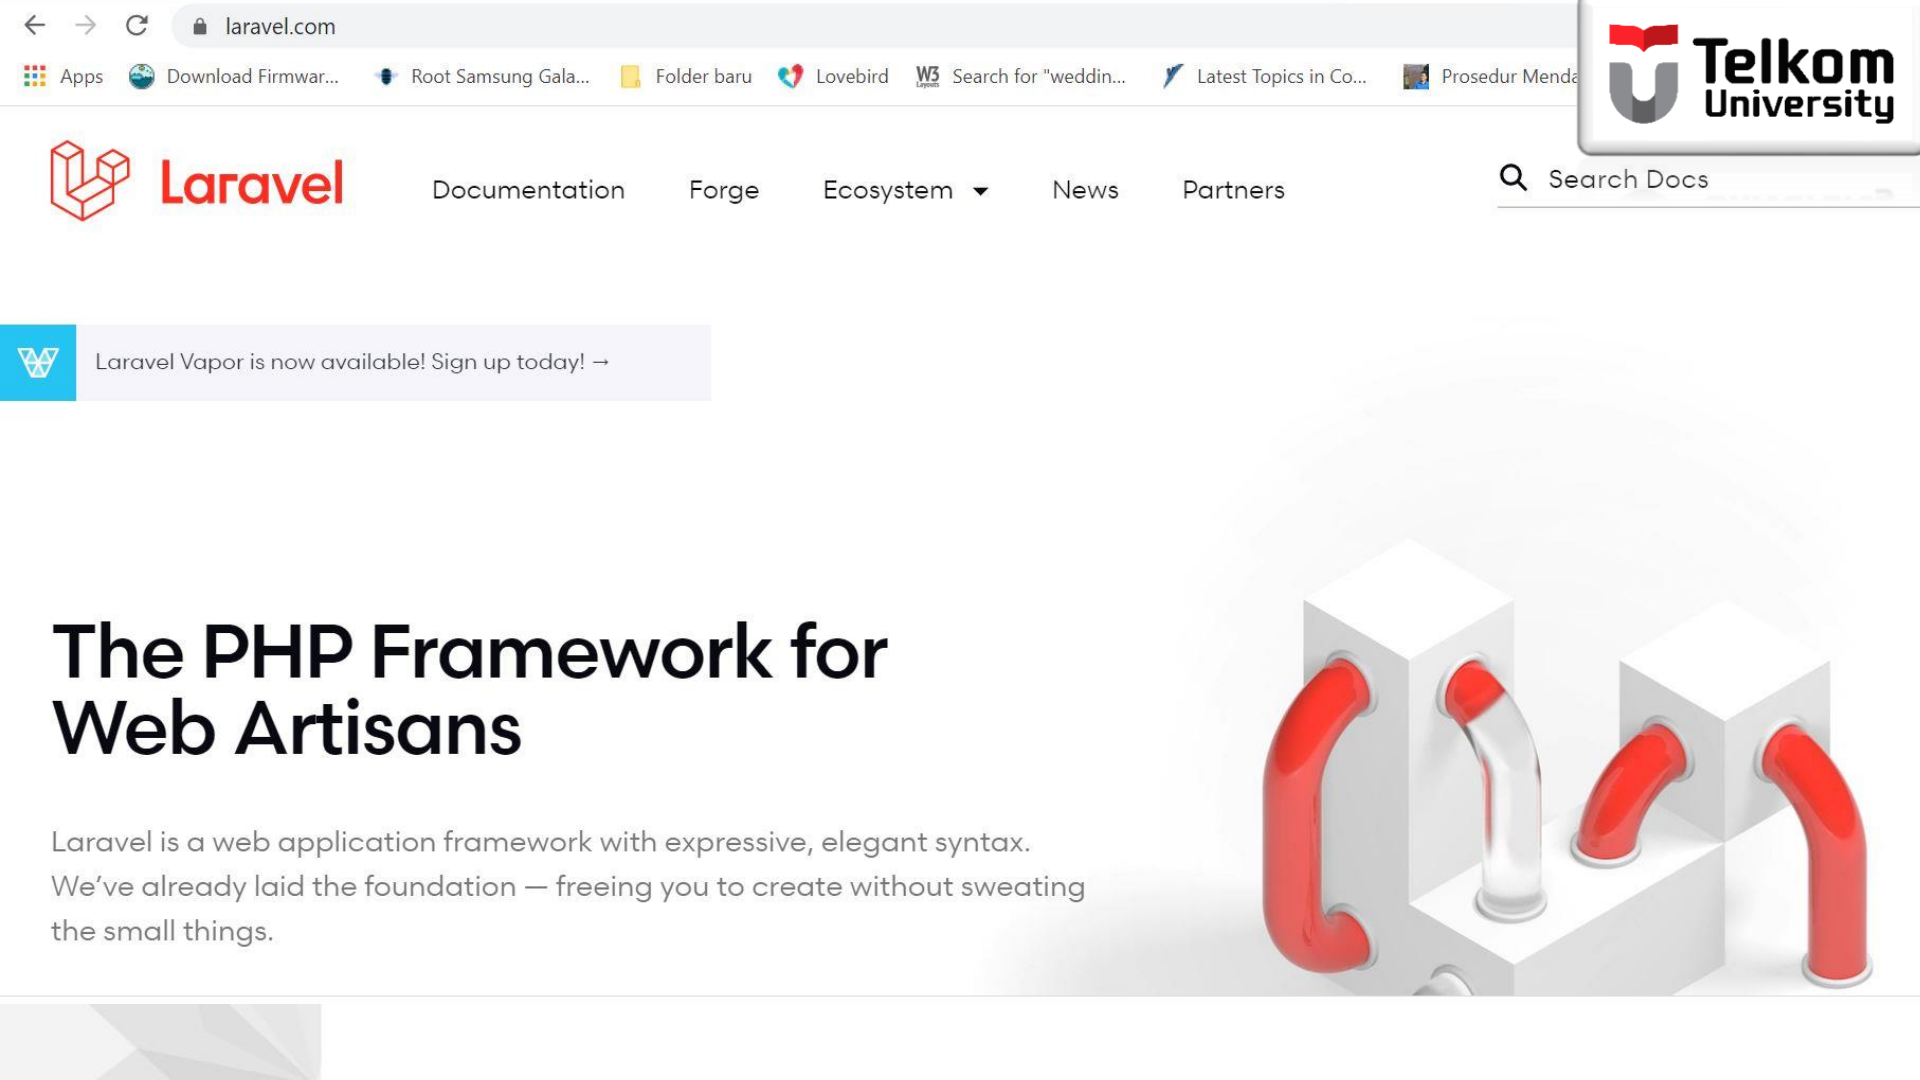 laravel.com
Apps
Download Firmwar...
Root Samsung Gala...
Folder baru
Lovebird
W3 layouts
Search for "weddin...
Latest Topics in Co...
Prosedur Menda
Telkom
University
Laravel
Documentation
Forge
Ecosystem
News
Partners
Search Docs
Laravel Vapor is now available! Sign up today! →
The PHP Framework for
Web Artisans
Laravel is a web application framework with expressive, elegant syntax.
We’ve already laid the foundation — freeing you to create without sweating
the small things.